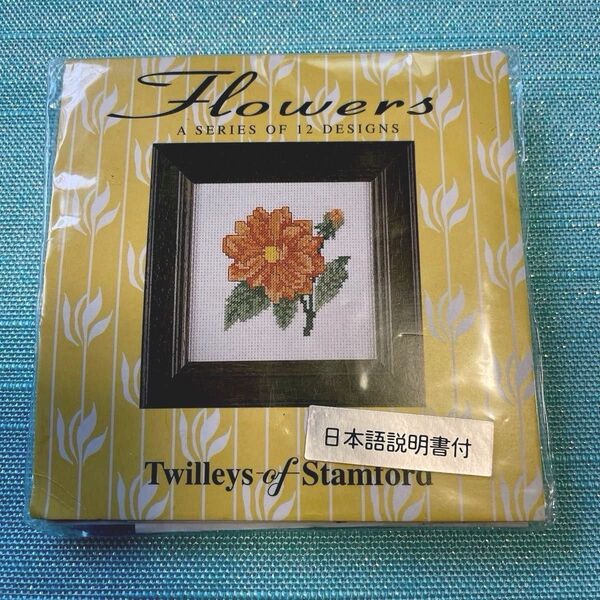 Flowers
A SERIES OF 12 DESIGNS
日本語説明書付
Twilleys of Stamford